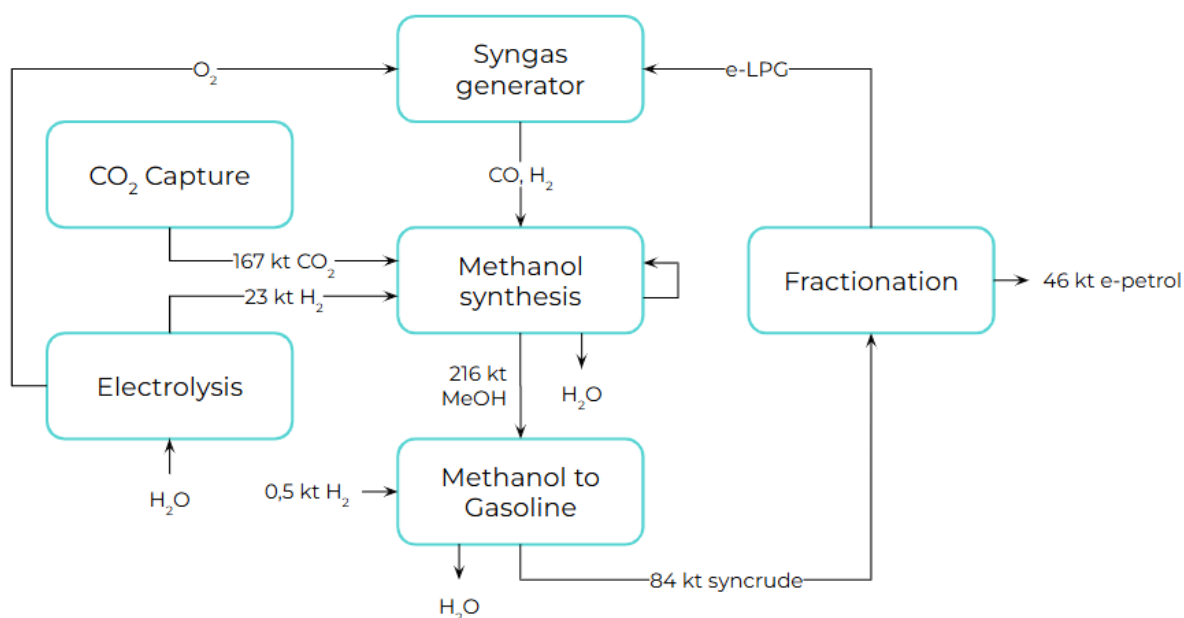 Syngas
generator
O₂
e-LPG
CO₂ Capture
CO, H₂
167 kt CO₂
23 kt H₂
Methanol
synthesis
Fractionation
46 kt e-petrol
Electrolysis
216 kt
MeOH
H₂O
H₂O
0,5 kt H₂
Methanol to
Gasoline
84 kt syncrude
H₂O